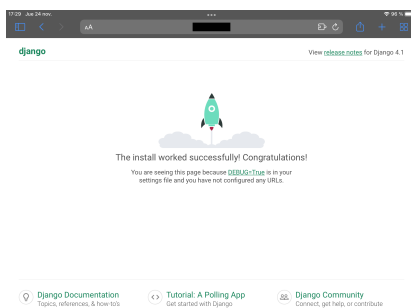 17:29 Jue 24 nov.
96 %
AA
django
View release notes for Django 4.1
The install worked successfully! Congratulations!
You are seeing this page because DEBUG=True is in your
settings file and you have not configured any URLs.
Django Documentation
Topics, references, & how-to's
Tutorial: A Polling App
Get started with Django
Django Community
Connect, get help, or contribute